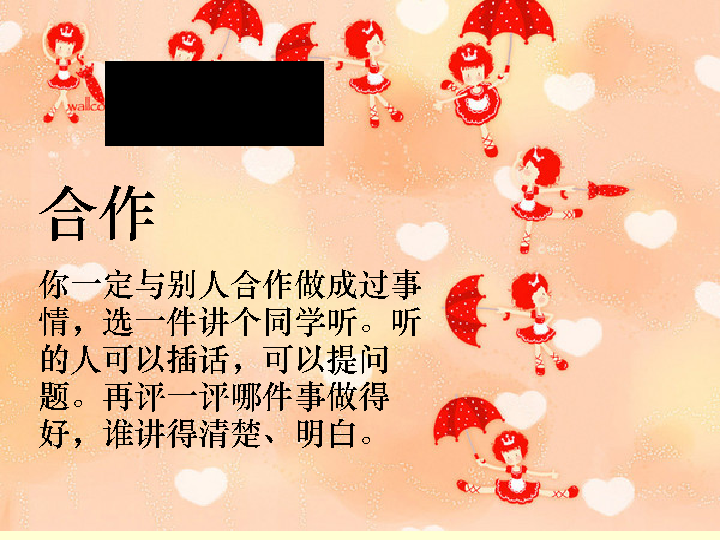 合作
你一定与别人合作做成过事
情，选一件讲个同学听。听
的人可以插话，可以提问
题。再评一评哪件事做得
好，谁讲得清楚、明白。